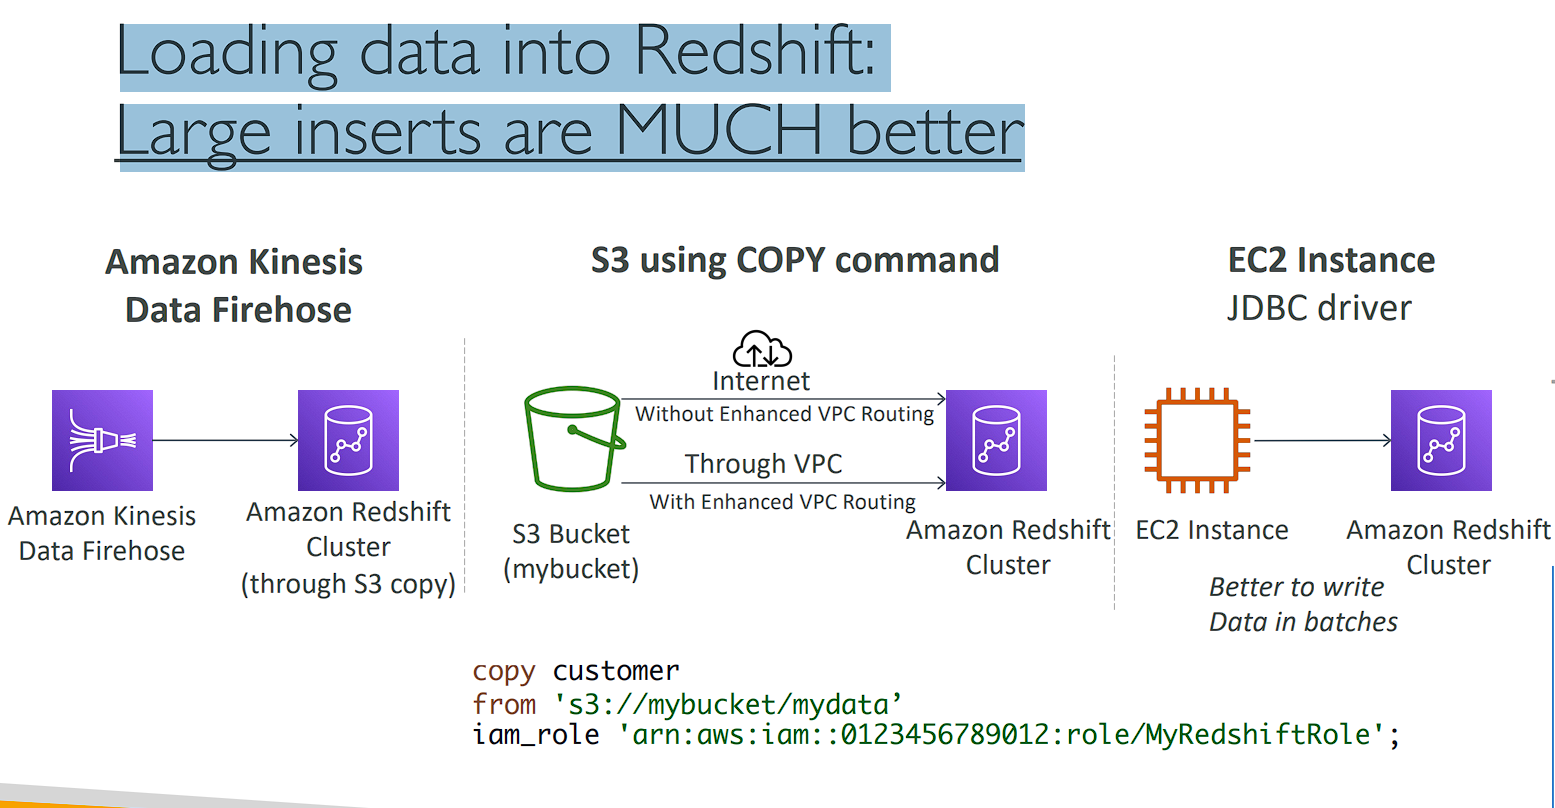 Loading data into Redshift:
Large inserts are MUCH better
Amazon Kinesis
Data Firehose
Amazon Kinesis
Data Firehose
Amazon Redshift
Cluster
(through S3 copy)
S3 using COPY command
Internet
Without Enhanced VPC Routing
Through VPC
With Enhanced VPC Routing
S3 Bucket
(mybucket)
Amazon Redshift
Cluster
EC2 Instance
JDBC driver
EC2 Instance
Amazon Redshift
Cluster
Better to write
Data in batches
copy customer
from 's3://mybucket/mydata’
iam_role 'arn:aws:iam::0123456789012:role/MyRedshiftRole';